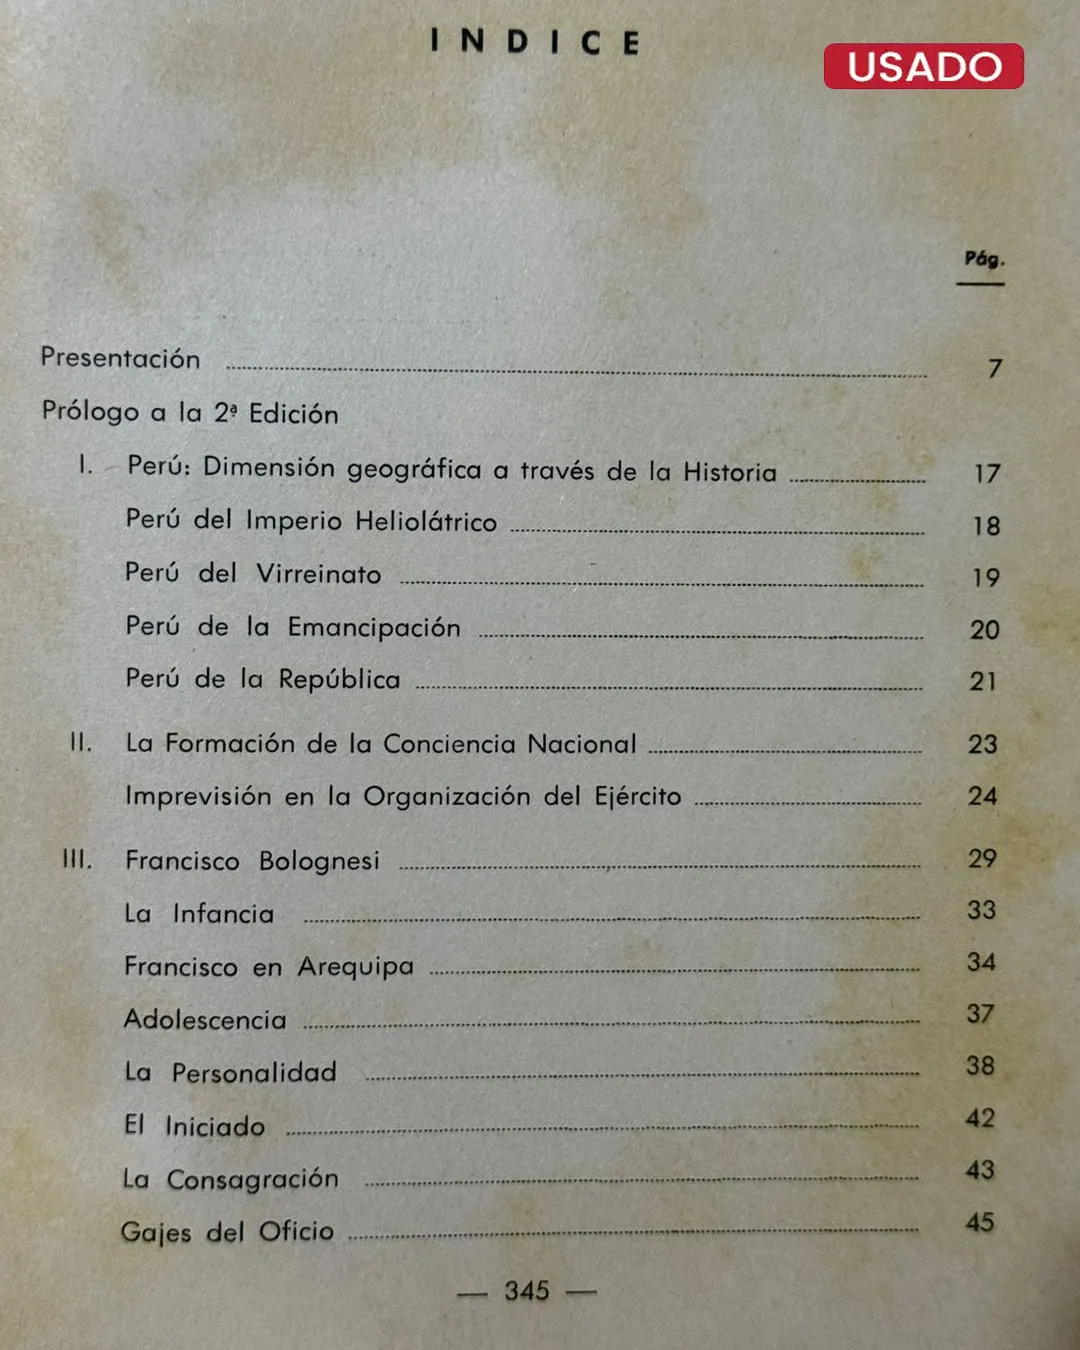 INDICE
USADO
Pág.
Presentación ........ 7
Prólogo a la 2ª Edición
I. Perú: Dimensión geográfica a través de la Historia ........ 17
Perú del Imperio Heliolátrico ........ 18
Perú del Virreinato ........ 19
Perú de la Emancipación ........ 20
Perú de la República ........ 21
II. La Formación de la Conciencia Nacional ........ 23
Imprevisión en la Organización del Ejército ........ 24
III. Francisco Bolognesi ........ 29
La Infancia ........ 33
Francisco en Arequipa ........ 34
Adolescencia ........ 37
La Personalidad ........ 38
El Iniciado ........ 42
La Consagración ........ 43
Gajes del Oficio ........ 45
— 345 —